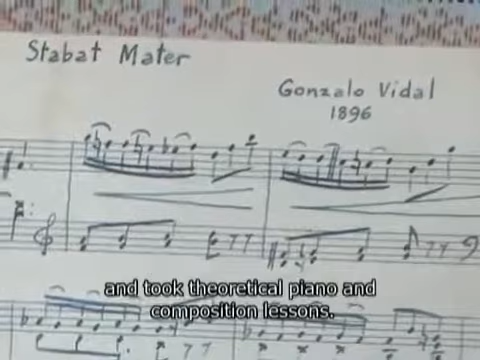 Stabat Mater
Gonzalo Vidal
1896
and took theoretical piano and
composition lessons.